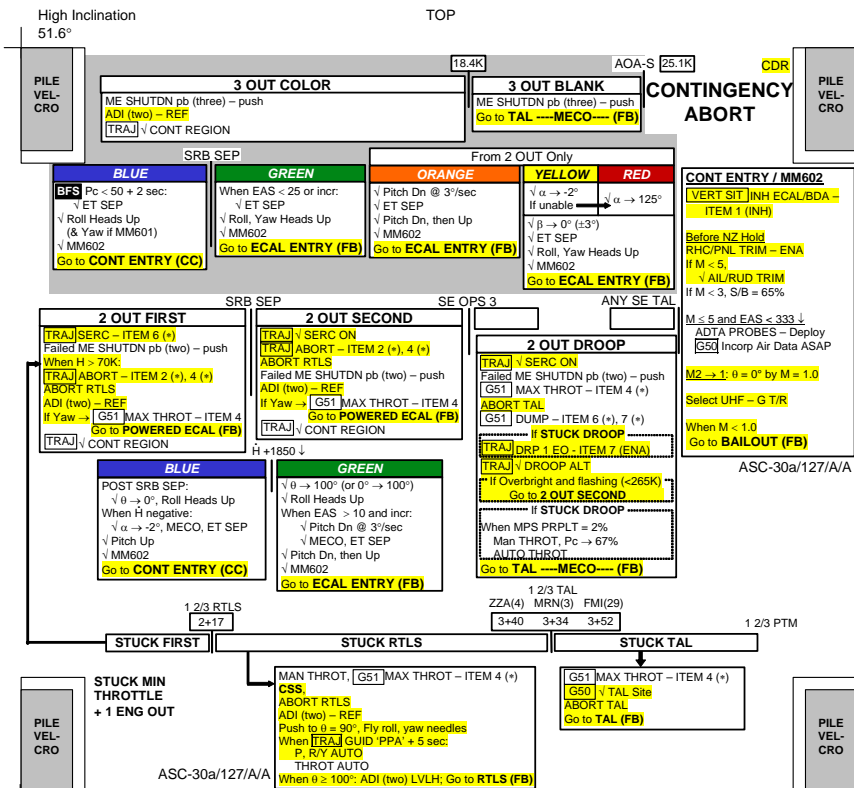 High Inclination
51.6°
TOP
PILE
VEL-
CRO
18.4K
AOA-S 25.1K
CDR
PILE
VEL-
CRO
3 OUT COLOR
ME SHUTDN pb (three) – push
ADI (two) – REF
TRAJ √ CONT REGION
3 OUT BLANK
ME SHUTDN pb (three) – push
Go to TAL ----MECO---- (FB)
CONTINGENCY
ABORT
SRB SEP
From 2 OUT Only
BLUE
BFS Pc < 50 + 2 sec:
√ ET SEP
√ Roll Heads Up
(& Yaw if MM601)
√ MM602
Go to CONT ENTRY (CC)
GREEN
When EAS < 25 or incr:
√ ET SEP
√ Roll, Yaw Heads Up
√ MM602
Go to ECAL ENTRY (FB)
ORANGE
√ Pitch Dn @ 3°/sec
√ ET SEP
√ Pitch Dn, then Up
√ MM602
Go to ECAL ENTRY (FB)
YELLOW
√ α → -2°
If unable
RED
√ α → 125°
√ β → 0° (±3°)
√ ET SEP
√ Roll, Yaw Heads Up
√ MM602
Go to ECAL ENTRY (FB)
CONT ENTRY / MM602
VERT SIT INH ECAL/BDA –
ITEM 1 (INH)
Before NZ Hold
RHC/PNL TRIM – ENA
If M < 5,
√ AIL/RUD TRIM
If M < 3, S/B = 65%
M ≤ 5 and EAS < 333 ↓
ADTA PROBES – Deploy
G50 Incorp Air Data ASAP
M2 → 1: θ = 0° by M = 1.0
Select UHF – G T/R
When M < 1.0
Go to BAILOUT (FB)
ASC-30a/127/A/A
SRB SEP
SE OPS 3
ANY SE TAL
2 OUT FIRST
TRAJ SERC – ITEM 6 (*)
Failed ME SHUTDN pb (two) – push
When H > 70K:
TRAJ ABORT – ITEM 2 (*), 4 (*)
ABORT RTLS
ADI (two) – REF
If Yaw → G51 MAX THROT – ITEM 4
Go to POWERED ECAL (FB)
TRAJ √ CONT REGION
2 OUT SECOND
TRAJ √ SERC ON
TRAJ ABORT – ITEM 2 (*), 4 (*)
ABORT RTLS
Failed ME SHUTDN pb (two) – push
ADI (two) – REF
If Yaw → G51 MAX THROT – ITEM 4
Go to POWERED ECAL (FB)
TRAJ √ CONT REGION
Ḣ +1850 ↓
2 OUT DROOP
TRAJ √ SERC ON
Failed ME SHUTDN pb (two) – push
G51 MAX THROT – ITEM 4 (*)
ABORT TAL
G51 DUMP – ITEM 6 (*), 7 (*)
If STUCK DROOP
TRAJ DRP 1 EO - ITEM 7 (ENA)
TRAJ √ DROOP ALT
If Overbright and flashing (<265K)
Go to 2 OUT SECOND
If STUCK DROOP
When MPS PRPLT = 2%
Man THROT, Pc → 67%
AUTO THROT
Go to TAL ----MECO---- (FB)
BLUE
POST SRB SEP:
√ θ → 0°, Roll Heads Up
When Ḣ negative:
√ α → -2°, MECO, ET SEP
√ Pitch Up
√ MM602
Go to CONT ENTRY (CC)
GREEN
√ θ → 100° (or 0° → 100°)
√ Roll Heads Up
When EAS > 10 and incr:
√ Pitch Dn @ 3°/sec
√ MECO, ET SEP
√ Pitch Dn, then Up
√ MM602
Go to ECAL ENTRY (FB)
1 2/3 RTLS
2+17
1 2/3 TAL
ZZA(4) MRN(3) FMI(29)
3+40 3+34 3+52
1 2/3 PTM
STUCK FIRST
STUCK RTLS
STUCK TAL
STUCK MIN
THROTTLE
+ 1 ENG OUT
MAN THROT, G51 MAX THROT – ITEM 4 (*)
CSS,
ABORT RTLS
ADI (two) – REF
Push to θ = 90°, Fly roll, yaw needles
When TRAJ GUID 'PPA' + 5 sec:
P, R/Y AUTO
THROT AUTO
When θ ≥ 100°: ADI (two) LVLH; Go to RTLS (FB)
G51 MAX THROT – ITEM 4 (*)
G50 √ TAL Site
ABORT TAL
Go to TAL (FB)
PILE
VEL-
CRO
ASC-30a/127/A/A
PILE
VEL-
CRO